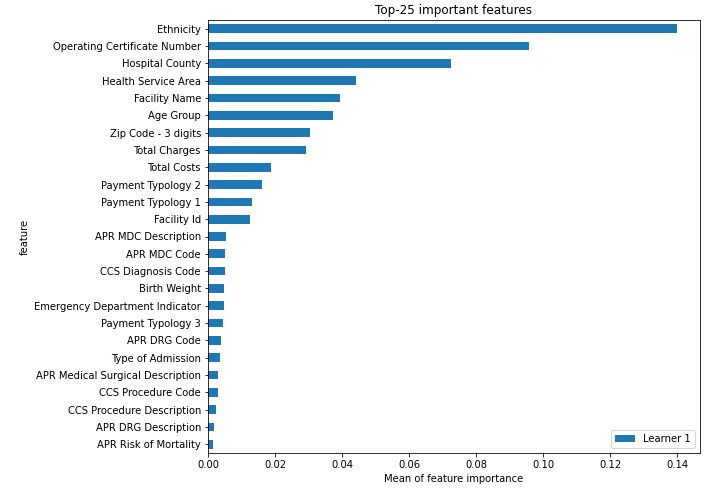 Top-25 important features
Ethnicity
Operating Certificate Number
Hospital County
Health Service Area
Facility Name
Age Group
Zip Code - 3 digits
Total Charges
Total Costs
Payment Typology 2
Payment Typology 1
Facility Id
APR MDC Description
APR MDC Code
CCS Diagnosis Code
Birth Weight
Emergency Department Indicator
Payment Typology 3
APR DRG Code
Type of Admission
APR Medical Surgical Description
CCS Procedure Code
CCS Procedure Description
APR DRG Description
APR Risk of Mortality
feature
Learner 1
0.00 0.02 0.04 0.06 0.08 0.10 0.12 0.14
Mean of feature importance